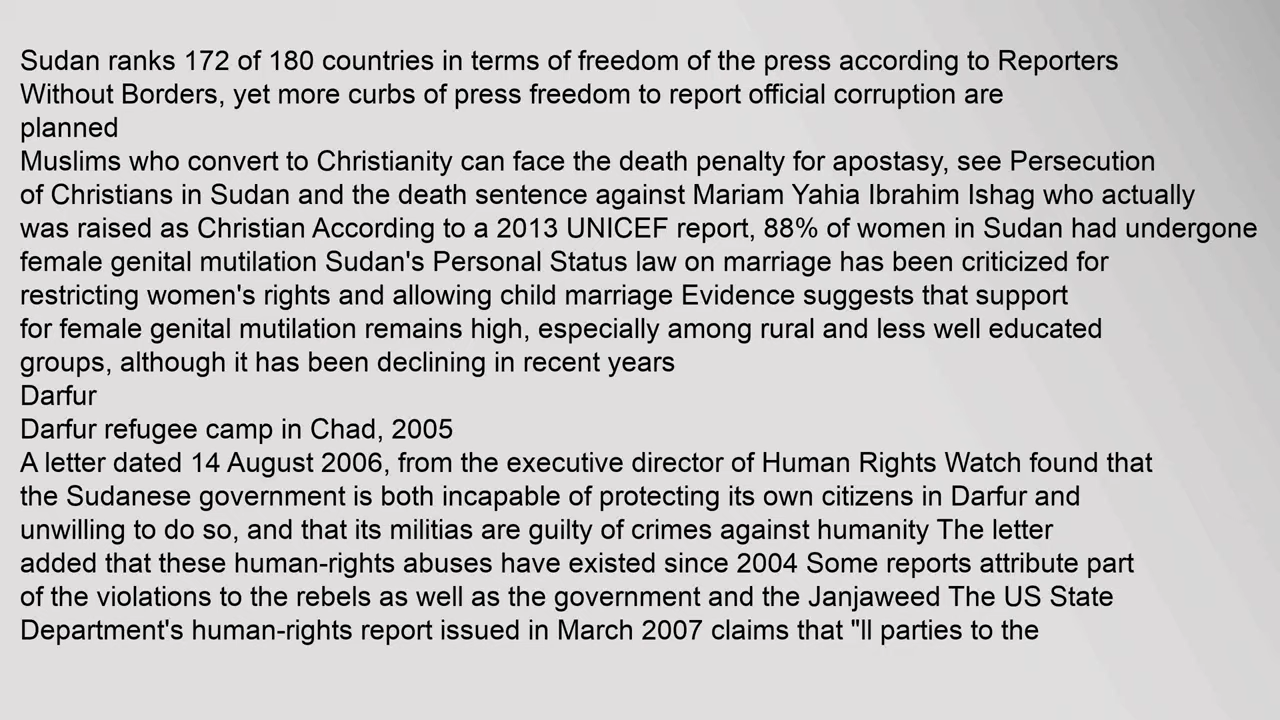 Sudan ranks 172 of 180 countries in terms of freedom of the press according to Reporters
Without Borders, yet more curbs of press freedom to report official corruption are
planned
Muslims who convert to Christianity can face the death penalty for apostasy, see Persecution
of Christians in Sudan and the death sentence against Mariam Yahia Ibrahim Ishag who actually
was raised as Christian According to a 2013 UNICEF report, 88% of women in Sudan had undergone
female genital mutilation Sudan's Personal Status law on marriage has been criticized for
restricting women's rights and allowing child marriage Evidence suggests that support
for female genital mutilation remains high, especially among rural and less well educated
groups, although it has been declining in recent years
Darfur
Darfur refugee camp in Chad, 2005
A letter dated 14 August 2006, from the executive director of Human Rights Watch found that
the Sudanese government is both incapable of protecting its own citizens in Darfur and
unwilling to do so, and that its militias are guilty of crimes against humanity The letter
added that these human-rights abuses have existed since 2004 Some reports attribute part
of the violations to the rebels as well as the government and the Janjaweed The US State
Department's human-rights report issued in March 2007 claims that "ll parties to the